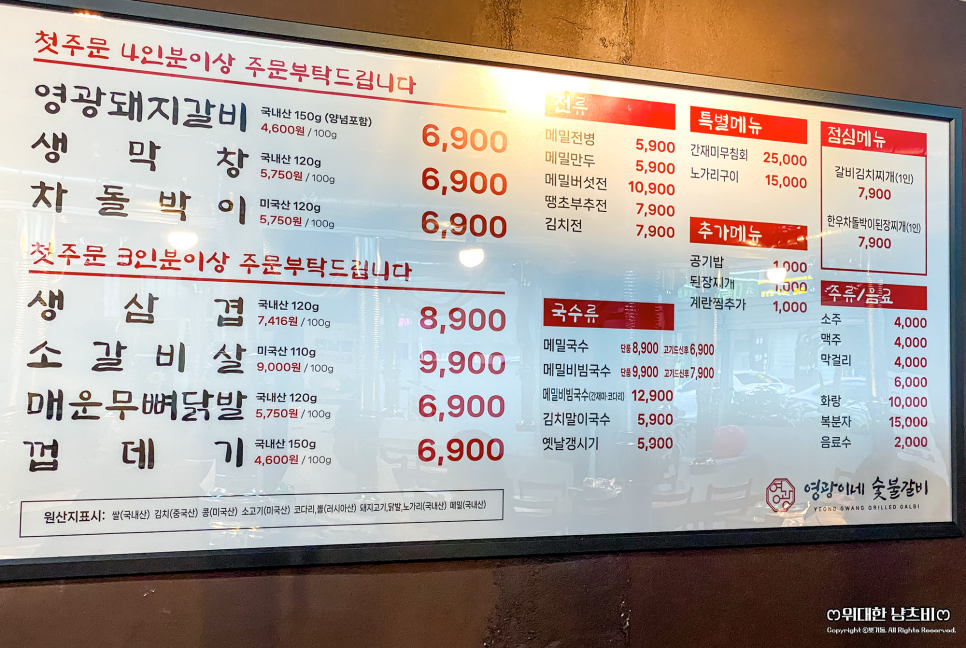 첫주문 4인분이상 주문부탁드립니다
영광돼지갈비 국내산 150g (양념포함) 4,600원 / 100g 6,900
생막창 국내산 120g 5,750원 / 100g 6,900
차돌박이 미국산 120g 5,750원 / 100g 6,900
첫주문 3인분이상 주문부탁드립니다
생삼겹 국내산 120g 7,416원 / 100g 8,900
소갈비살 미국산 110g 9,000원 / 100g 9,900
매운무뼈닭발 국내산 120g 5,750원 / 100g 6,900
껍데기 국내산 150g 4,600원 / 100g 6,900
원산지표시: 쌀(국내산) 김치(중국산) 콩(미국산) 소고기(미국산) 코다리,뽈(러시아산) 돼지고기,닭발,노가리(국내산) 메밀(국내산)
전류
메밀전병 5,900
메밀만두 5,900
메밀버섯전 10,900
땡초부추전 7,900
김치전 7,900
국수류
메밀국수 단품 8,900 고기드신후 6,900
메밀비빔국수 단품 9,900 고기드신후 7,900
메밀비빔국수(간재미·코다리) 12,900
김치말이국수 5,900
옛날갱시기 5,900
특별메뉴
간재미무침회 25,000
노가리구이 15,000
추가메뉴
공기밥 1,000
된장찌개 1,000
계란찜추가 1,000
점심메뉴
갈비김치찌개(1인)
7,900
한우차돌박이된장찌개(1인)
7,900
주류/음료
소주 4,000
맥주 4,000
막걸리 4,000
6,000
화랑 10,000
복분자 15,000
음료수 2,000
영광이네 숯불갈비
YEONG GWANG GRILLED GALBI
위대한 낭츠비
Copyright ⓒ보기둥. All Rights Reserved.